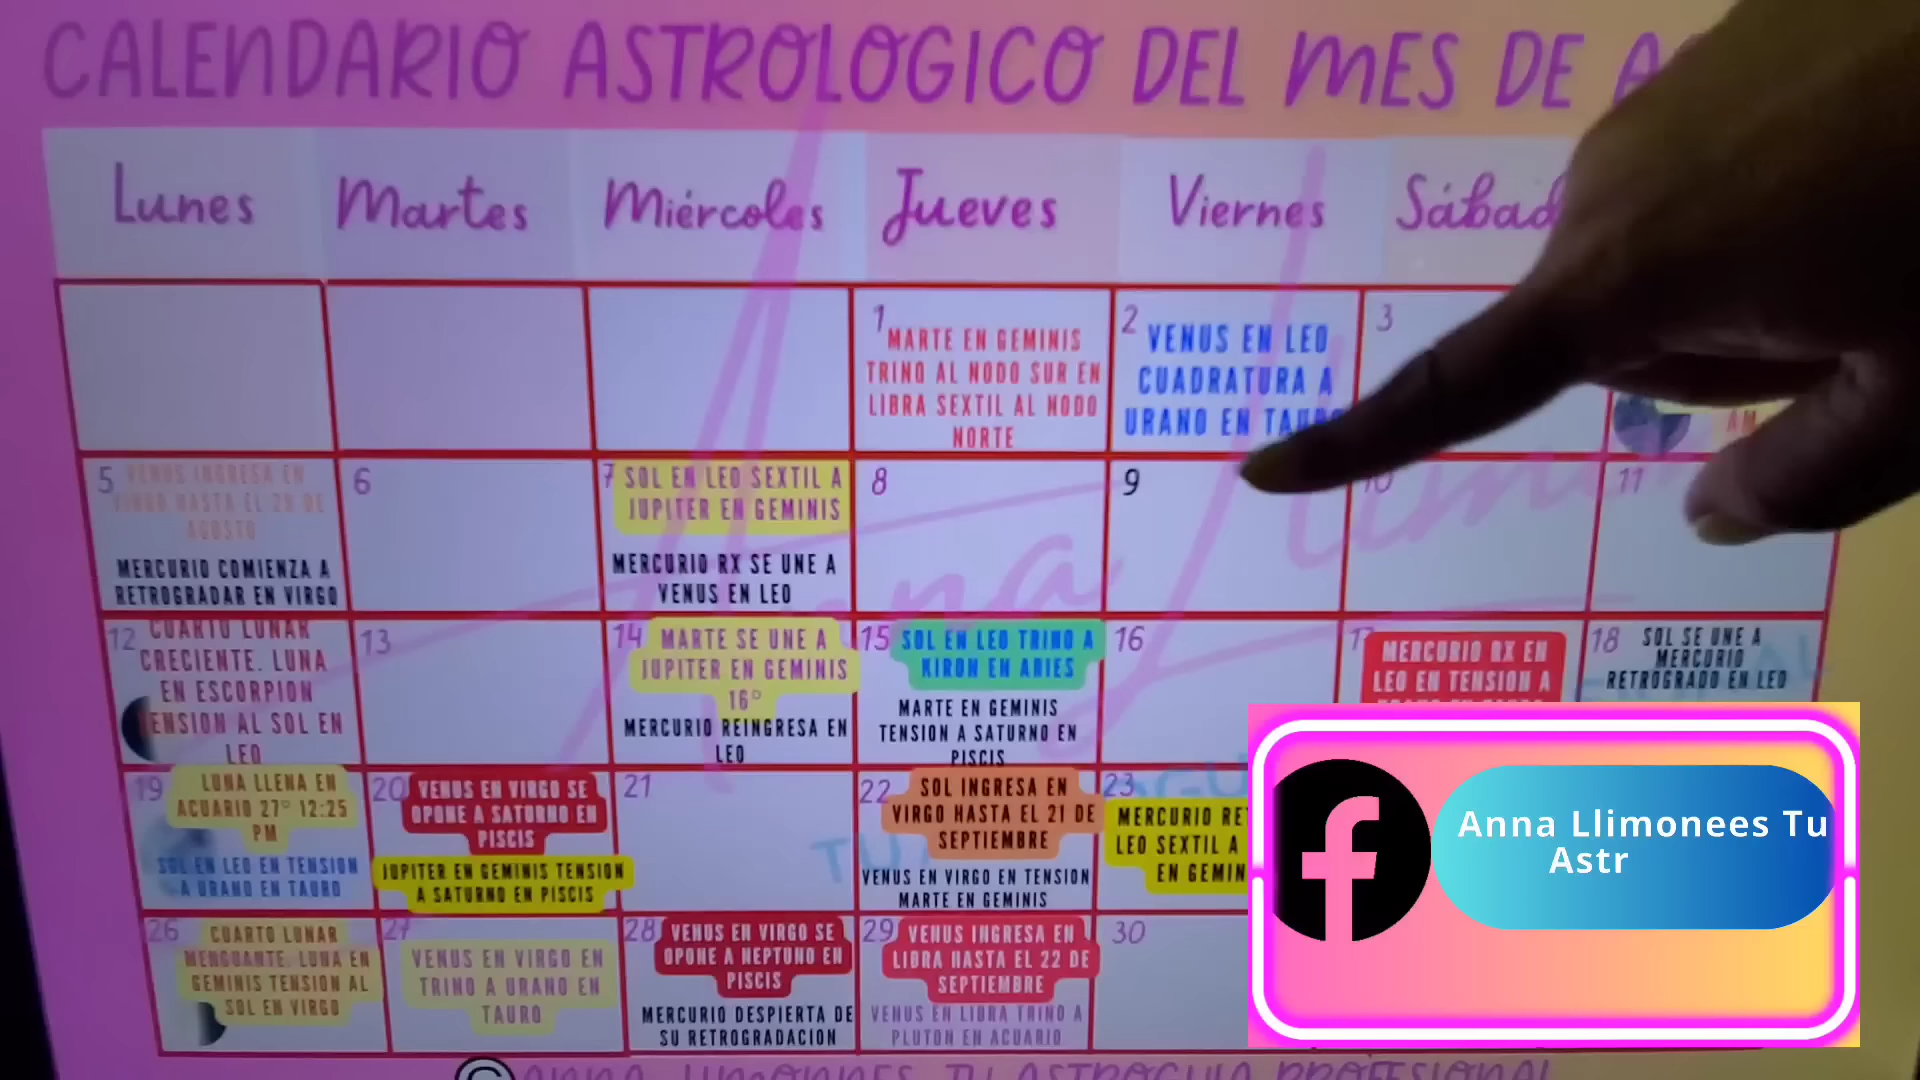 CALENDARIO ASTROLOGICO DEL MES DE A
Lunes Martes Miércoles Jueves Viernes Sábad
1
MARTE EN GEMINIS
TRINO AL NODO SUR EN
LIBRA SEXTIL AL NODO
NORTE
2
VENUS EN LEO
CUADRATURA A
URANO EN TAURO
3
AM
5
VENUS INGRESA EN
VIRGO HASTA EL 29 DE
AGOSTO
MERCURIO COMIENZA A
RETROGRADAR EN VIRGO
6
7
SOL EN LEO SEXTIL A
JUPITER EN GEMINIS
MERCURIO RX SE UNE A
VENUS EN LEO
8
9
10
11
12
CUARTO LUNAR
CRECIENTE. LUNA
EN ESCORPION
TENSION AL SOL EN
LEO
13
14
MARTE SE UNE A
JUPITER EN GEMINIS
16°
MERCURIO REINGRESA EN
LEO
15
SOL EN LEO TRINO A
KIRON EN ARIES
MARTE EN GEMINIS
TENSION A SATURNO EN
PISCIS
16
17
MERCURIO RX EN
LEO EN TENSION A
18
SOL SE UNE A
MERCURIO
RETROGRADO EN LEO
19
LUNA LLENA EN
ACUARIO 27° 12:25
PM
SOL EN LEO EN TENSION
A URANO EN TAURO
20
VENUS EN VIRGO SE
OPONE A SATURNO EN
PISCIS
JUPITER EN GEMINIS TENSION
A SATURNO EN PISCIS
21
22
SOL INGRESA EN
VIRGO HASTA EL 21 DE
SEPTIEMBRE
VENUS EN VIRGO EN TENSION
MARTE EN GEMINIS
23
MERCURIO RE
LEO SEXTIL A
EN GEMIN
26
CUARTO LUNAR
MENGUANTE. LUNA EN
GEMINIS TENSION AL
SOL EN VIRGO
27
VENUS EN VIRGO EN
TRINO A URANO EN
TAURO
28
VENUS EN VIRGO SE
OPONE A NEPTUNO EN
PISCIS
MERCURIO DESPIERTA DE
SU RETROGRADACION
29
VENUS INGRESA EN
LIBRA HASTA EL 22 DE
SEPTIEMBRE
VENUS EN LIBRA TRINO A
PLUTON EN ACUARIO
30
Anna Llimonees Tu
Astr
© ANNA LLIMONNES TU ASTROGUIA PROFESIONAL